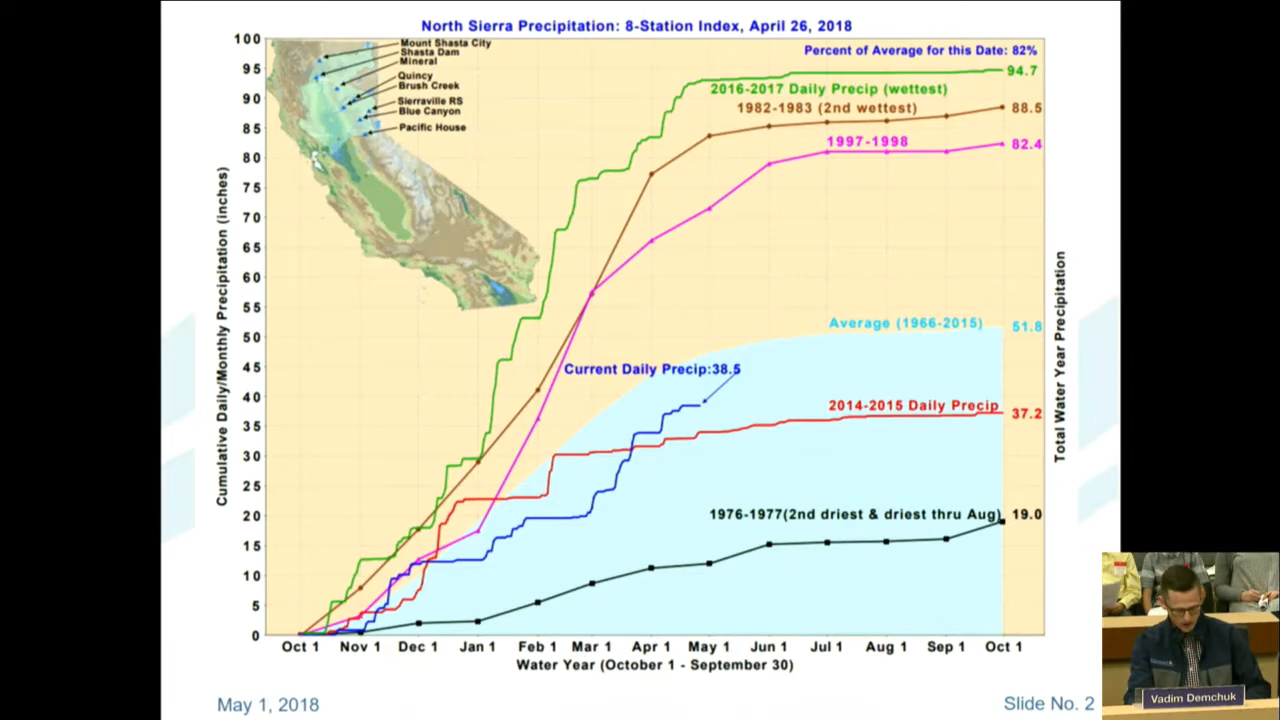 North Sierra Precipitation: 8-Station Index, April 26, 2018
Percent of Average for this Date: 82%
Mount Shasta City
Shasta Dam
Mineral
Quincy
Brush Creek
Sierraville RS
Blue Canyon
Pacific House
2016-2017 Daily Precip (wettest)
94.7
1982-1983 (2nd wettest)
88.5
1997-1998
82.4
Average (1966-2015)
51.8
Current Daily Precip:38.5
2014-2015 Daily Precip
37.2
1976-1977(2nd driest & driest thru Aug)
19.0
Cumulative Daily/Monthly Precipitation (inches)
100
95
90
85
80
75
70
65
60
55
50
45
40
35
30
25
20
15
10
5
0
Total Water Year Precipitation
Oct 1 Nov 1 Dec 1 Jan 1 Feb 1 Mar 1 Apr 1 May 1 Jun 1 Jul 1 Aug 1 Sep 1 Oct 1
Water Year (October 1 - September 30)
May 1, 2018
Slide No. 2
Vadim Demchuk